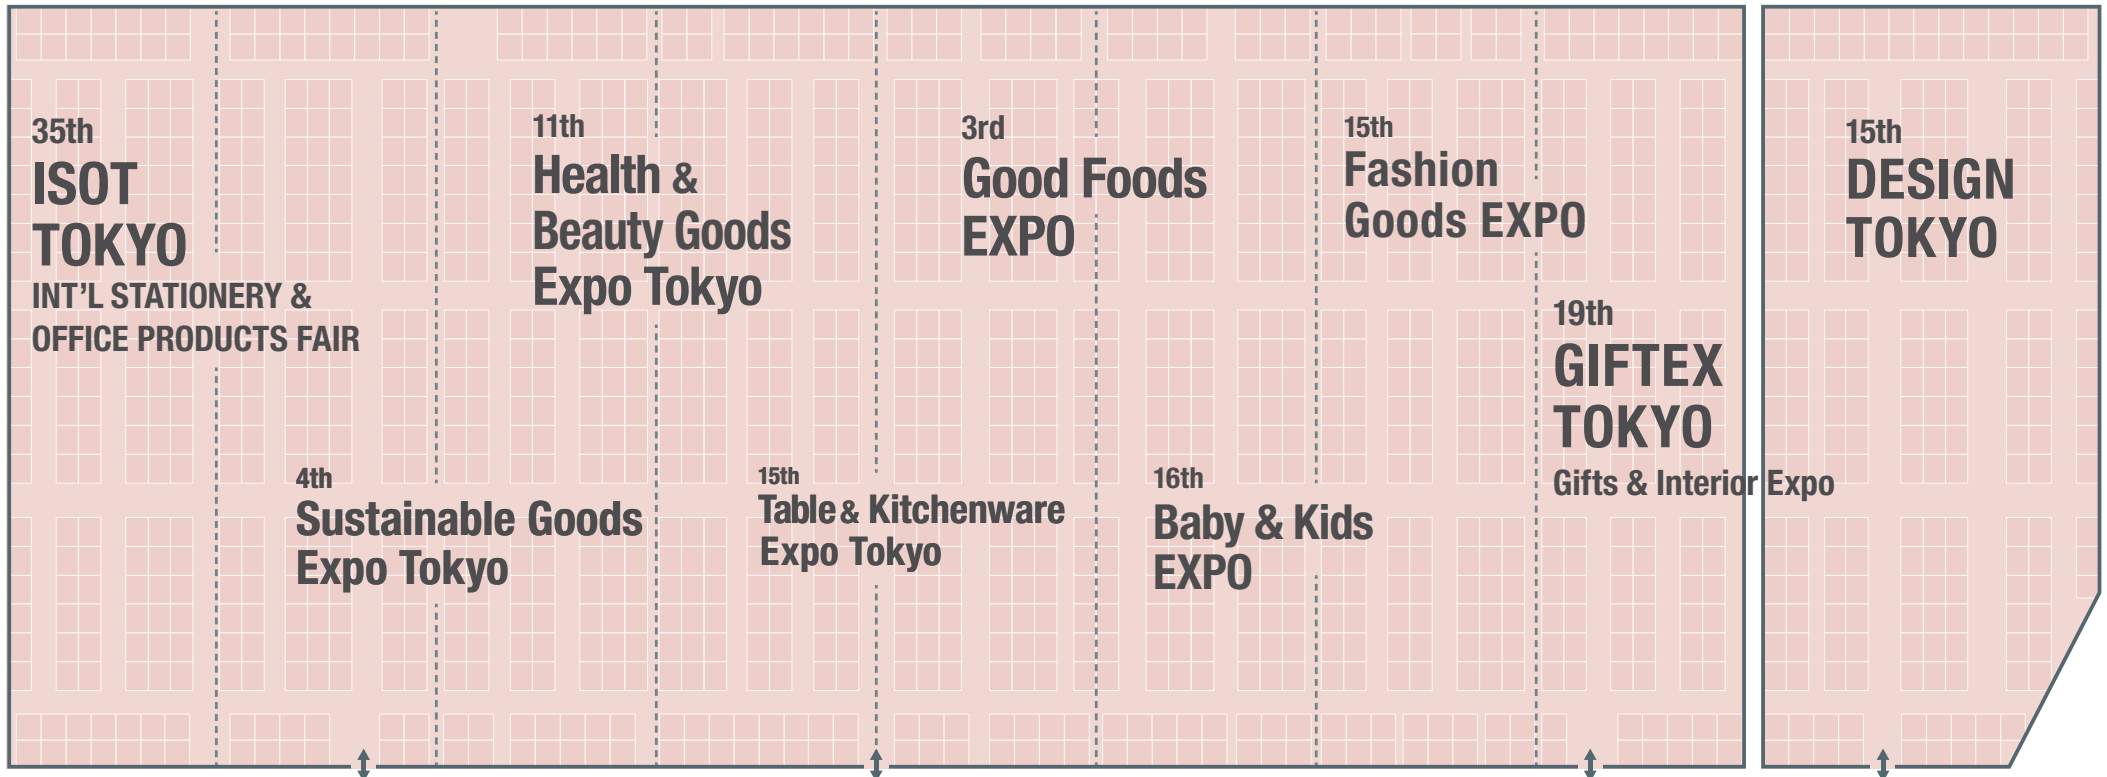 35th
ISOT
TOKYO
INT'L STATIONERY &
OFFICE PRODUCTS FAIR
4th
Sustainable Goods
Expo Tokyo
11th
Health &
Beauty Goods
Expo Tokyo
15th
Table & Kitchenware
Expo Tokyo
3rd
Good Foods
EXPO
16th
Baby & Kids
EXPO
15th
Fashion
Goods EXPO
19th
GIFTEX
TOKYO
Gifts & Interior Expo
15th
DESIGN
TOKYO